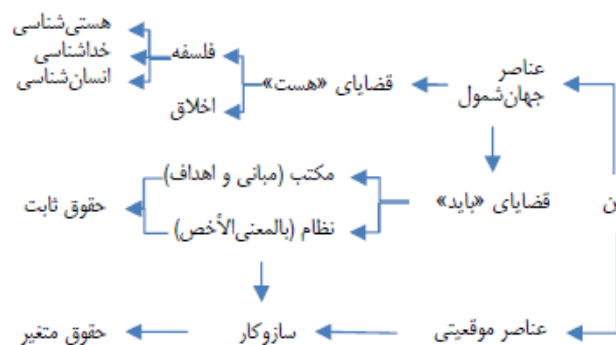 عناصر
جهان‌شمول
قضایای «هست»
فلسفه
هستی‌شناسی
خداشناسی
انسان‌شناسی
اخلاق
قضایای «باید»
مکتب (مبانی و اهداف)
نظام (بالمعنی‌الأخص)
حقوق ثابت
عناصر موقعیتی
سازوکار
حقوق متغیر